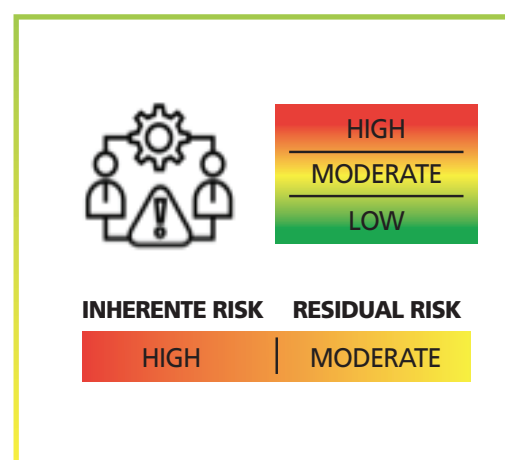 HIGH
MODERATE
LOW
INHERENTE RISK RESIDUAL RISK
HIGH MODERATE